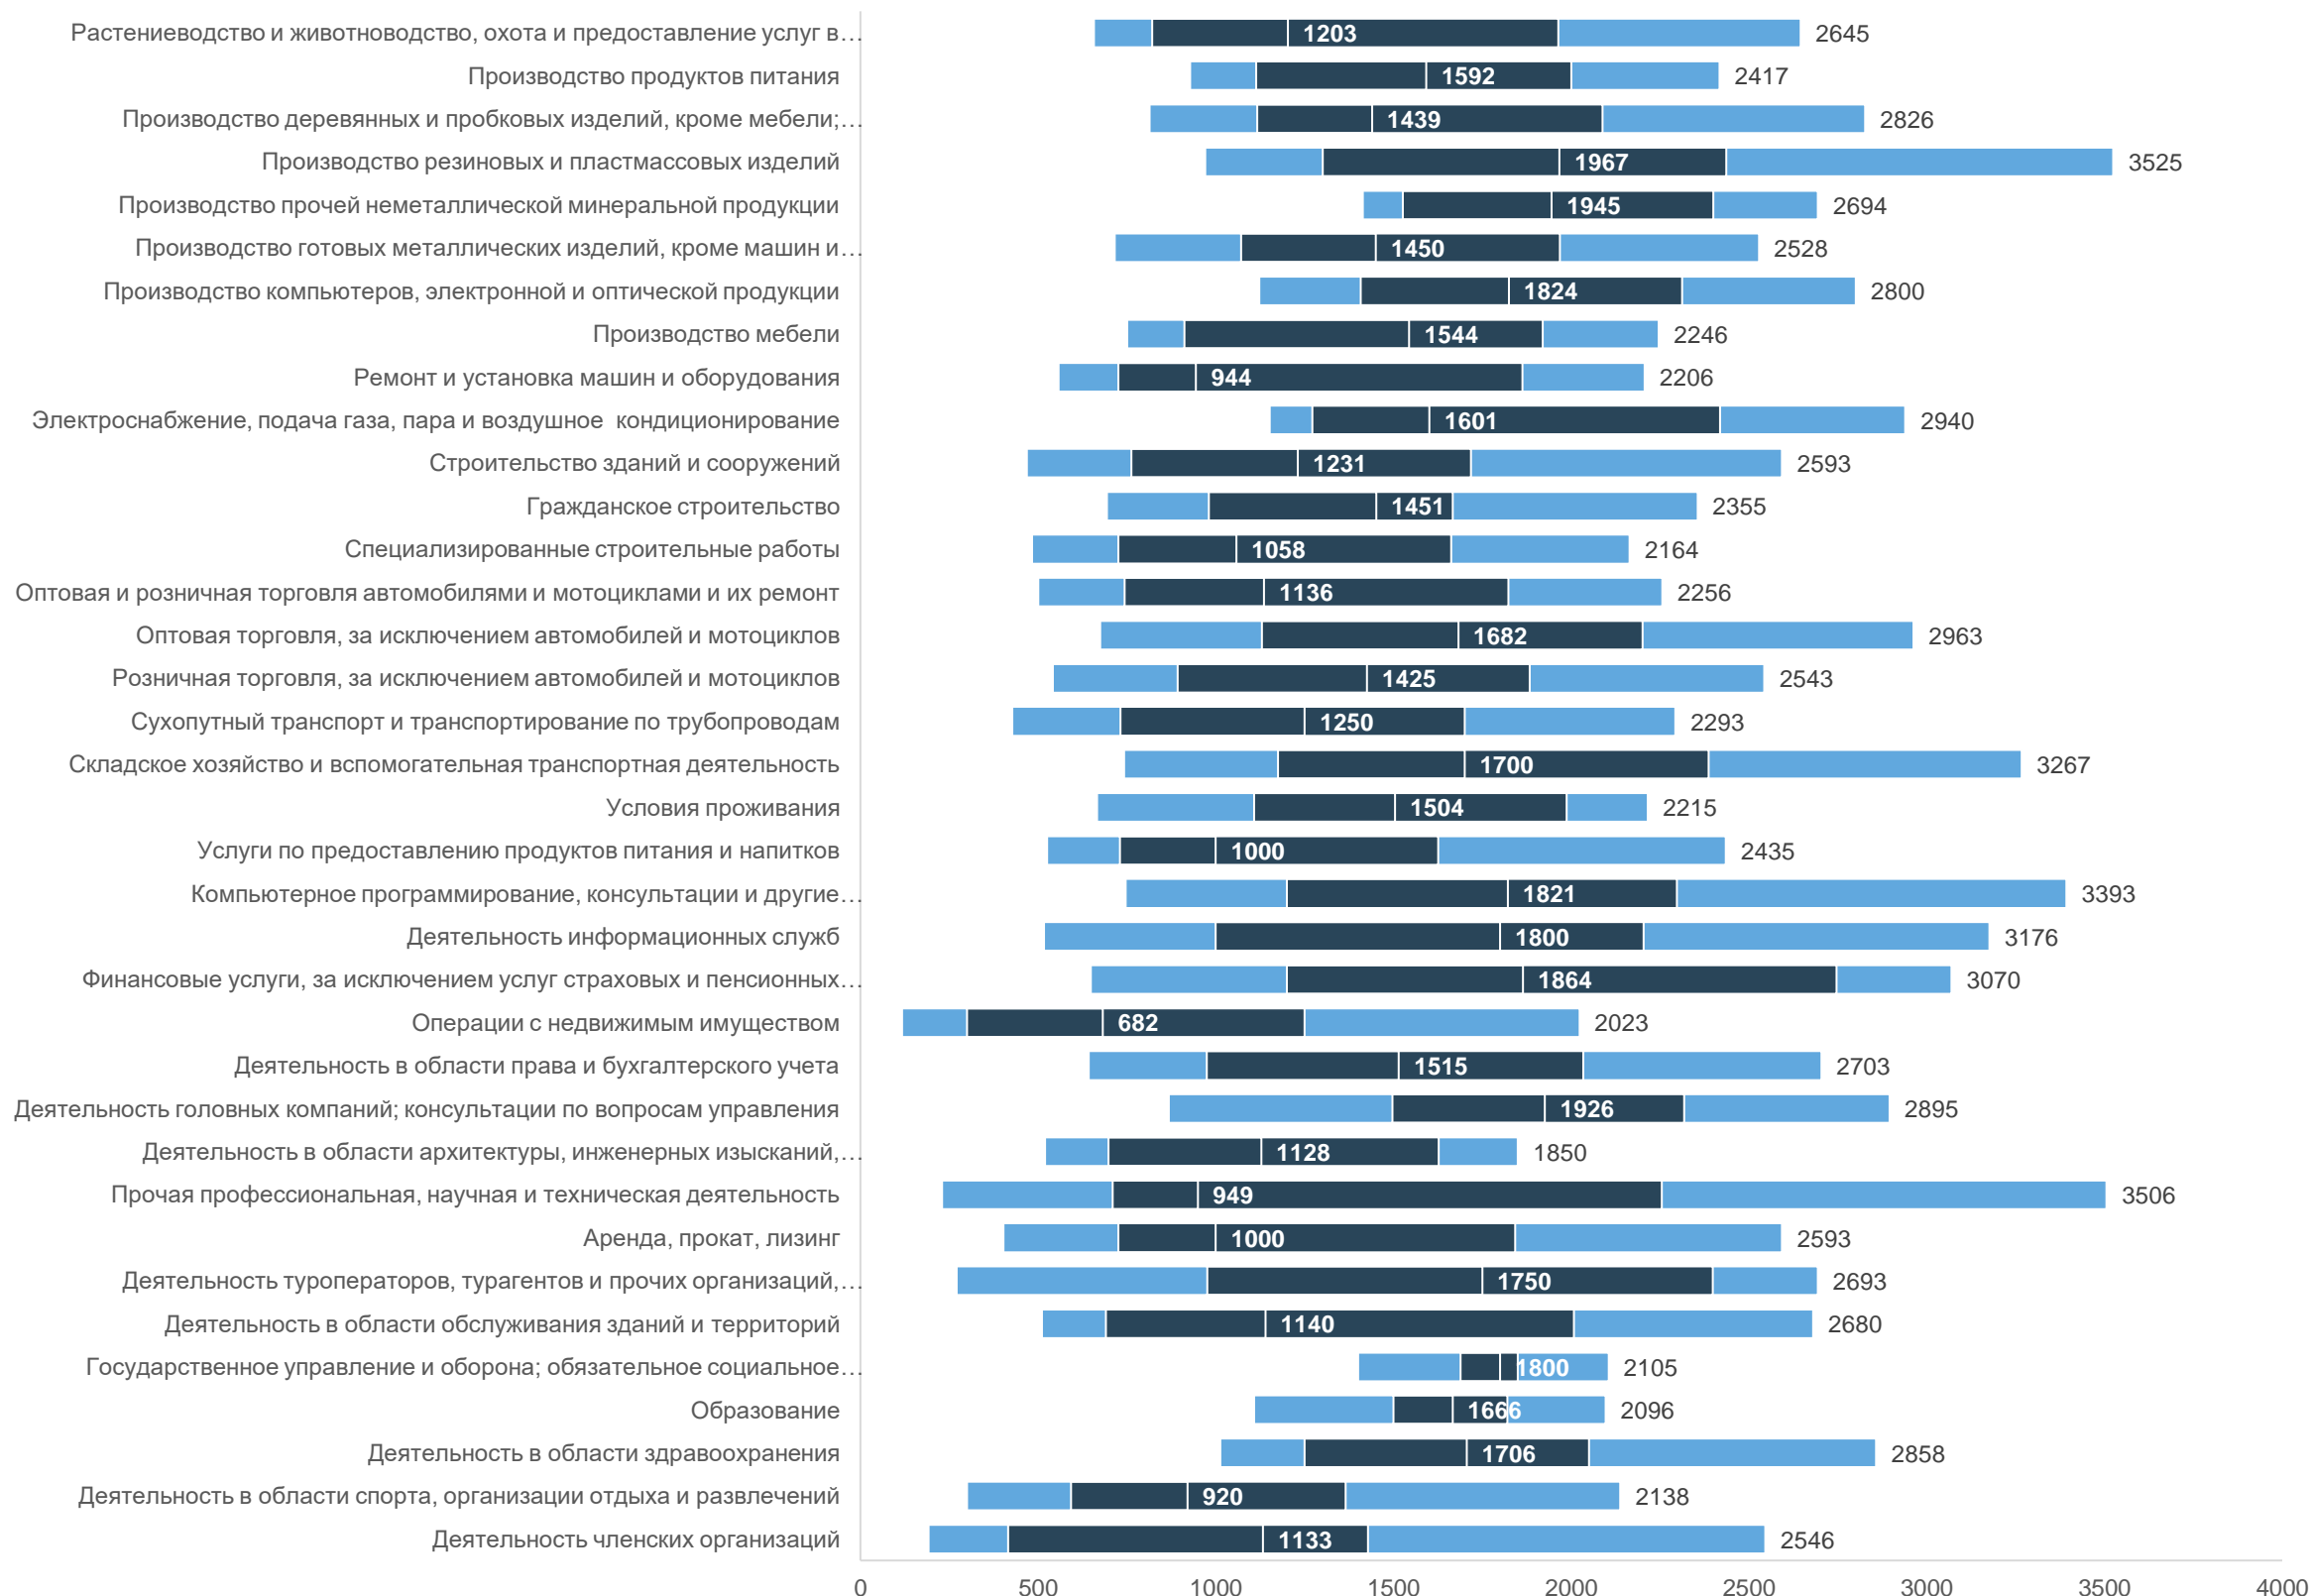 Растениеводство и животноводство, охота и предоставление услуг в… 1203 2645
Производство продуктов питания 1592 2417
Производство деревянных и пробковых изделий, кроме мебели;… 1439 2826
Производство резиновых и пластмассовых изделий 1967 3525
Производство прочей неметаллической минеральной продукции 1945 2694
Производство готовых металлических изделий, кроме машин и… 1450 2528
Производство компьютеров, электронной и оптической продукции 1824 2800
Производство мебели 1544 2246
Ремонт и установка машин и оборудования 944 2206
Электроснабжение, подача газа, пара и воздушное кондиционирование 1601 2940
Строительство зданий и сооружений 1231 2593
Гражданское строительство 1451 2355
Специализированные строительные работы 1058 2164
Оптовая и розничная торговля автомобилями и мотоциклами и их ремонт 1136 2256
Оптовая торговля, за исключением автомобилей и мотоциклов 1682 2963
Розничная торговля, за исключением автомобилей и мотоциклов 1425 2543
Сухопутный транспорт и транспортирование по трубопроводам 1250 2293
Складское хозяйство и вспомогательная транспортная деятельность 1700 3267
Условия проживания 1504 2215
Услуги по предоставлению продуктов питания и напитков 1000 2435
Компьютерное программирование, консультации и другие… 1821 3393
Деятельность информационных служб 1800 3176
Финансовые услуги, за исключением услуг страховых и пенсионных… 1864 3070
Операции с недвижимым имуществом 682 2023
Деятельность в области права и бухгалтерского учета 1515 2703
Деятельность головных компаний; консультации по вопросам управления 1926 2895
Деятельность в области архитектуры, инженерных изысканий,… 1128 1850
Прочая профессиональная, научная и техническая деятельность 949 3506
Аренда, прокат, лизинг 1000 2593
Деятельность туроператоров, турагентов и прочих организаций,… 1750 2693
Деятельность в области обслуживания зданий и территорий 1140 2680
Государственное управление и оборона; обязательное социальное… 1800 2105
Образование 1666 2096
Деятельность в области здравоохранения 1706 2858
Деятельность в области спорта, организации отдыха и развлечений 920 2138
Деятельность членских организаций 1133 2546
0 500 1000 1500 2000 2500 3000 3500 4000